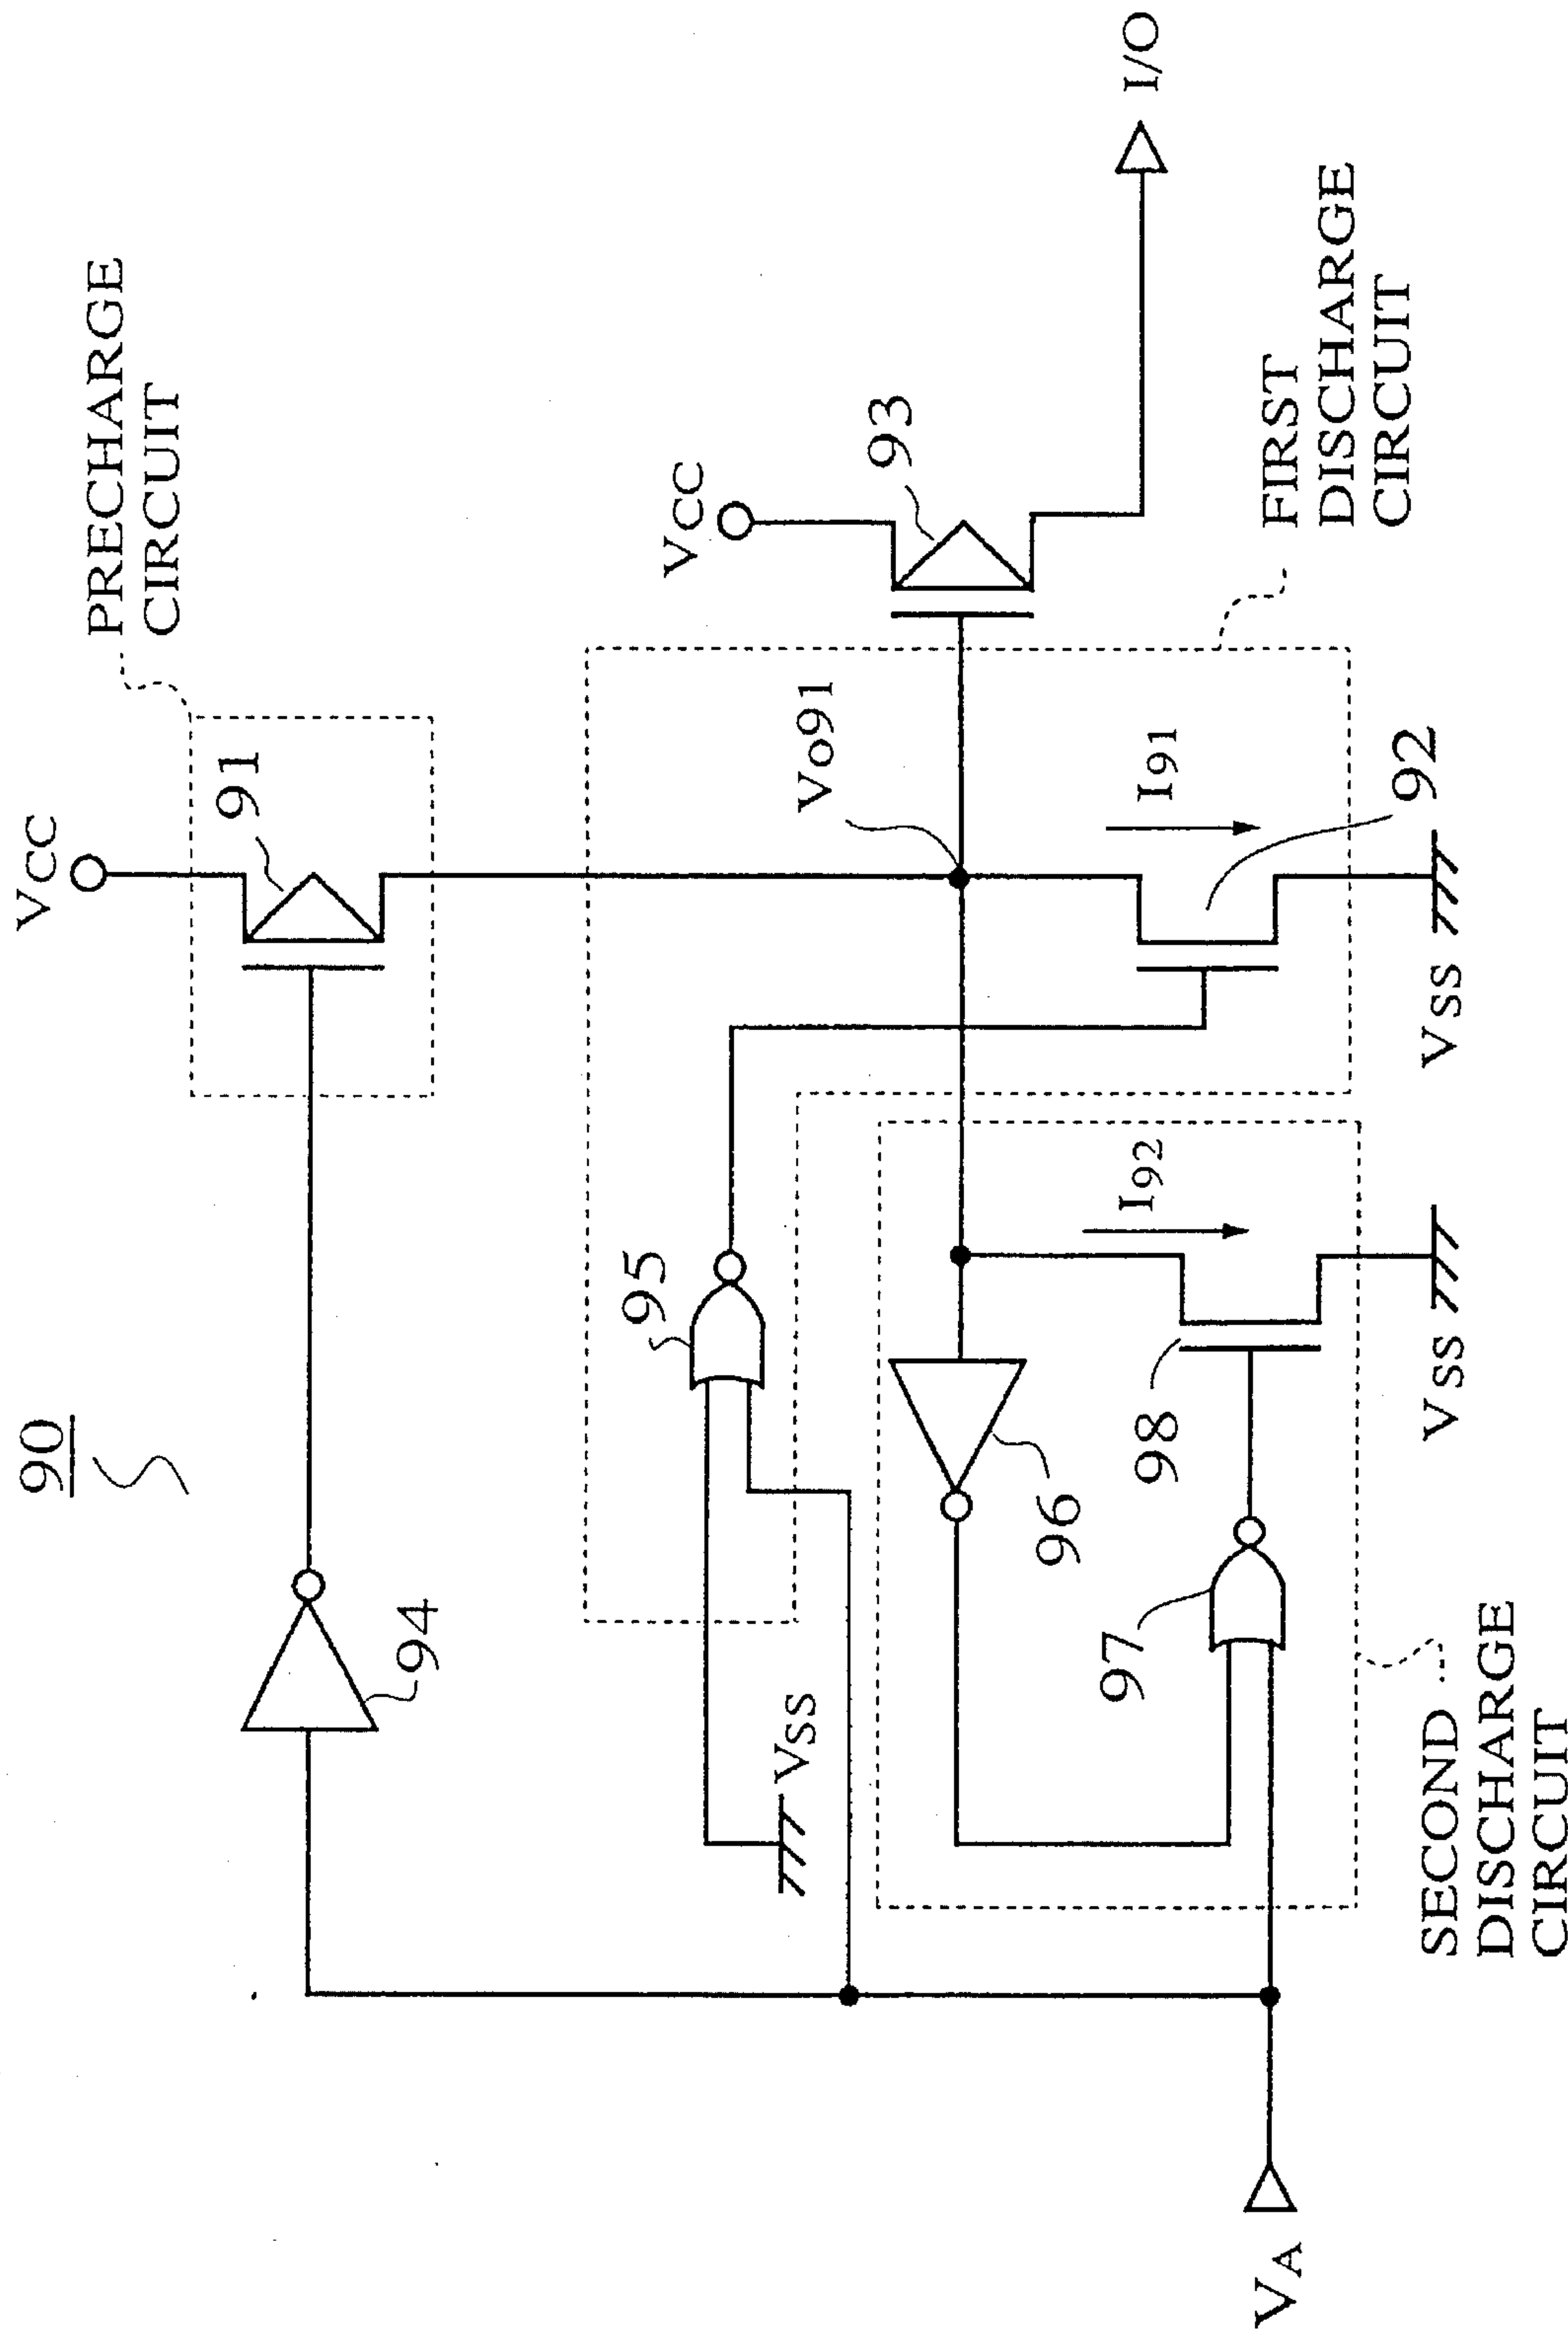 90
VCC
PRECHARGE
CIRCUIT
91
94
VCC
93
95
Vo91
VSS
I/O
I91
I92
96
98
97
92
FIRST
DISCHARGE
CIRCUIT
VA
SECOND
DISCHARGE
CIRCUIT
VSS
VSS